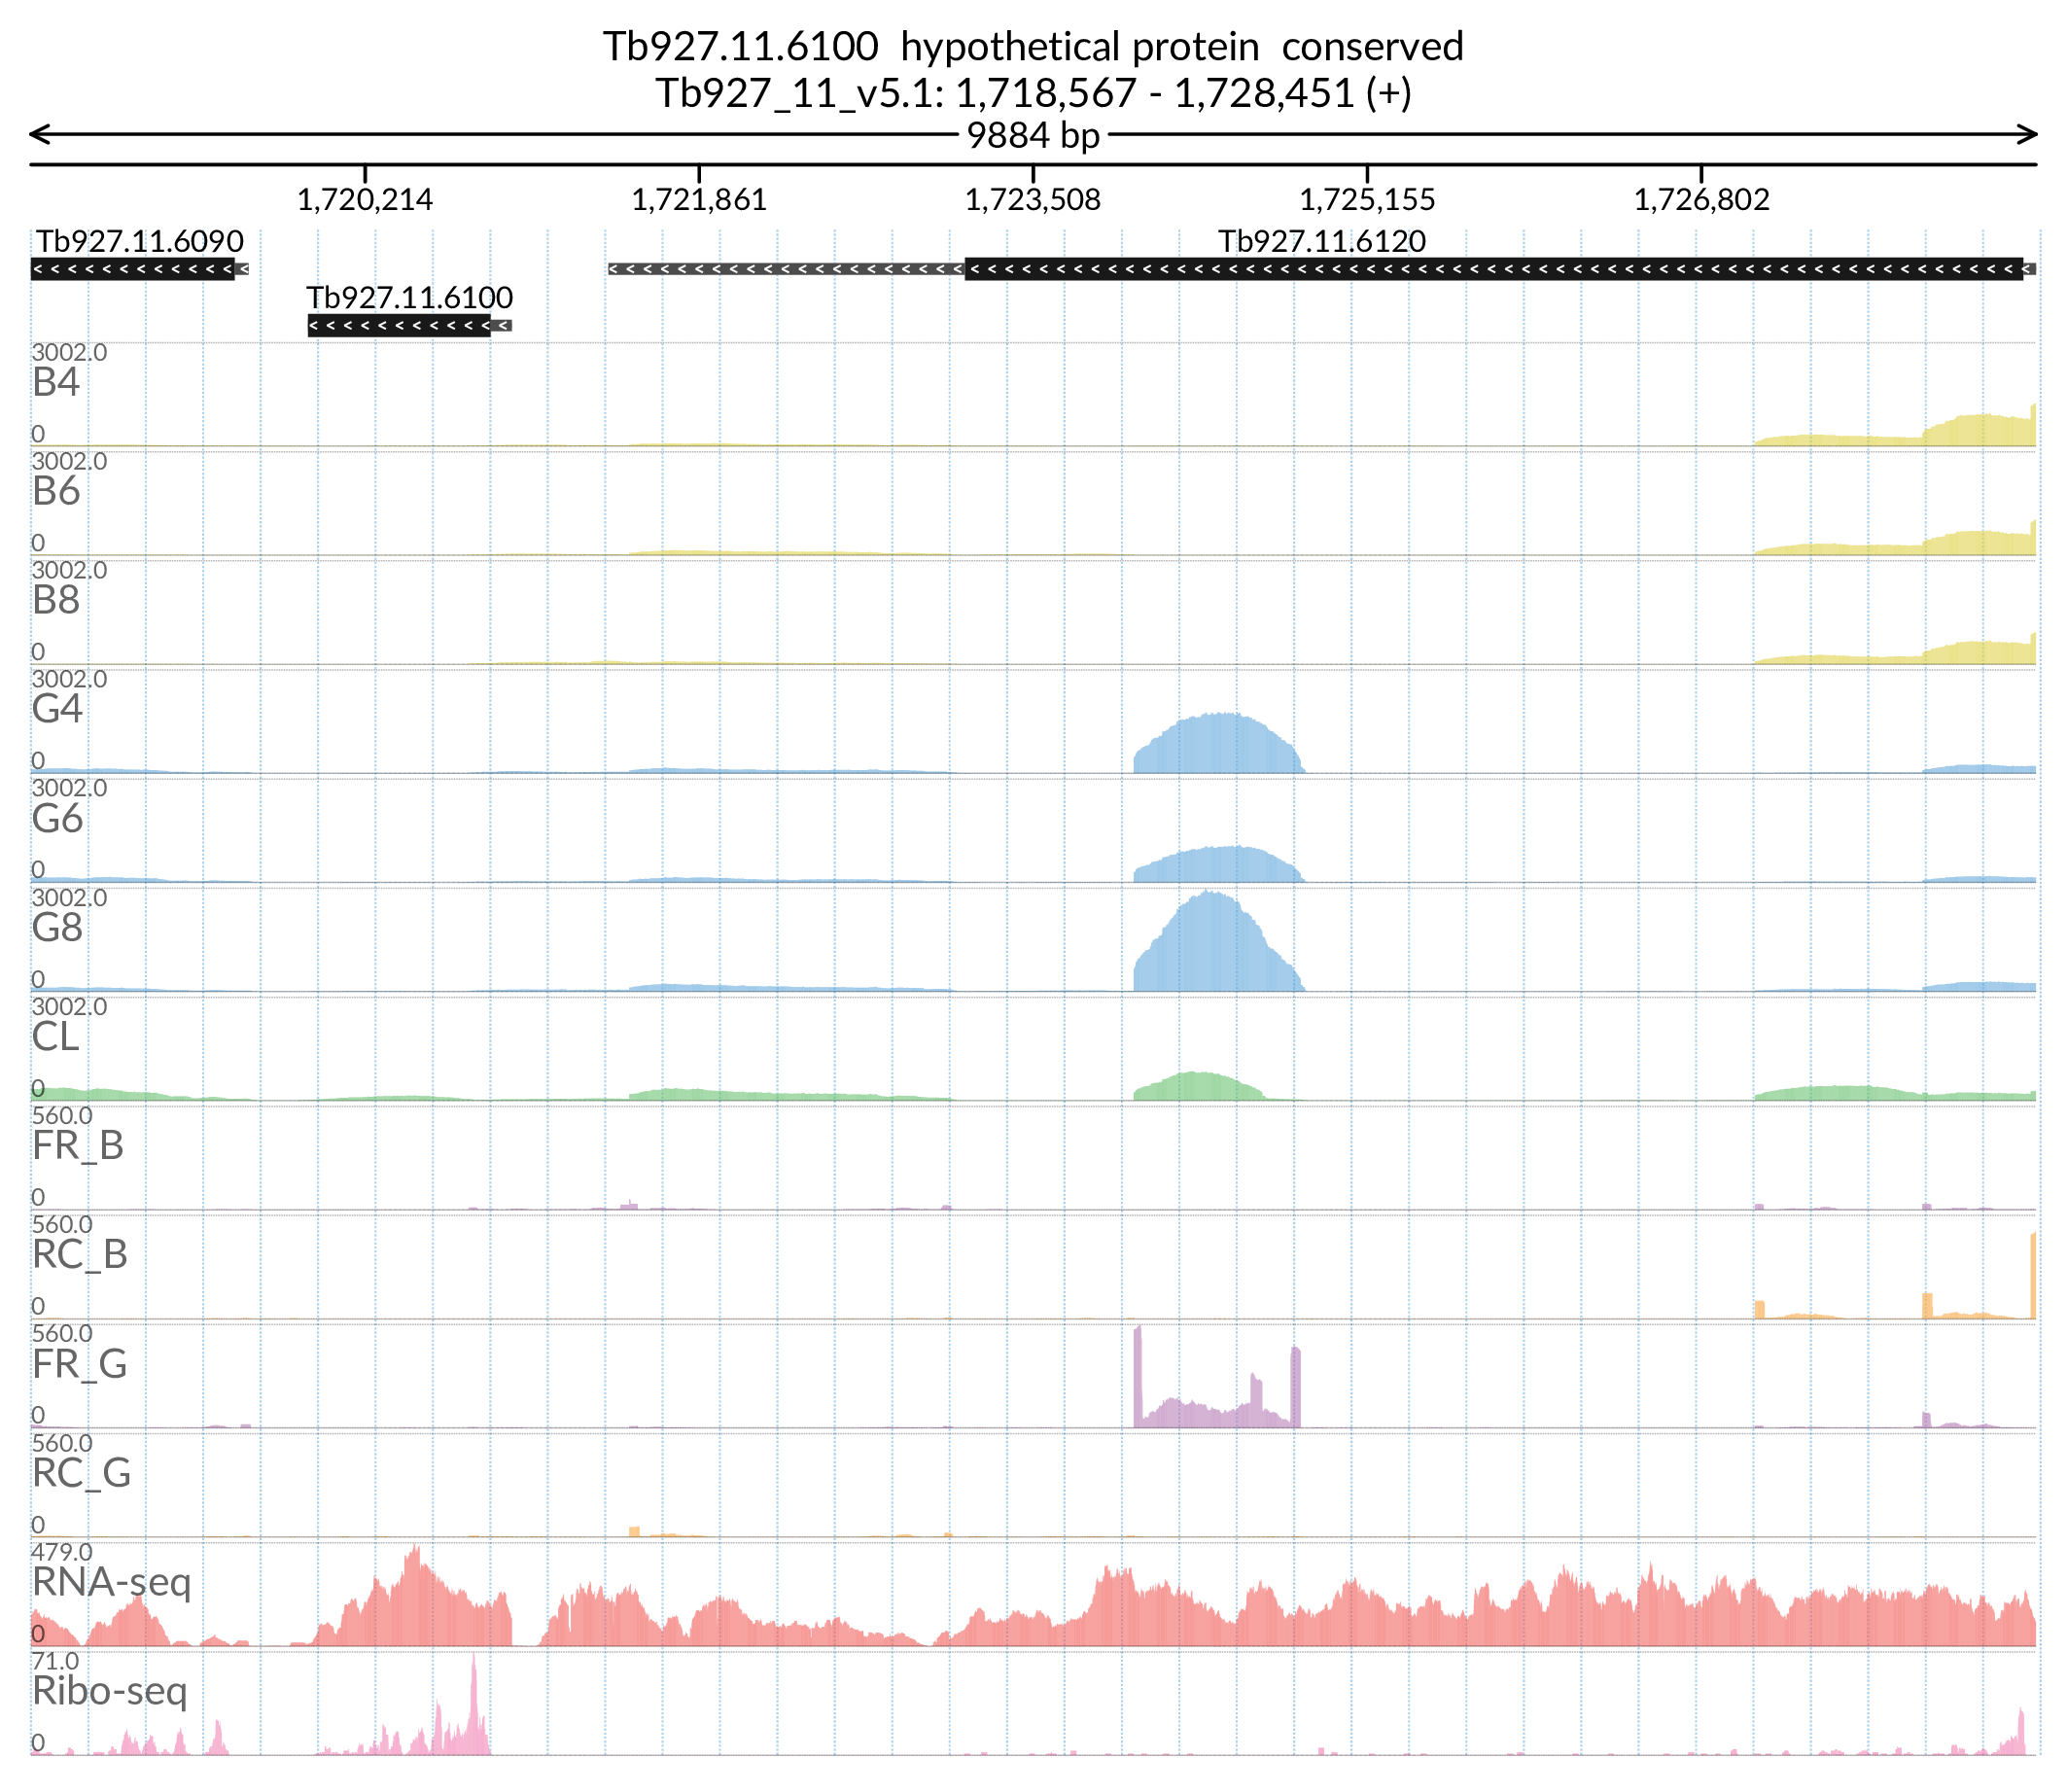 Tb927.11.6100  hypothetical protein  conserved
Tb927_11_v5.1: 1,718,567 - 1,728,451 (+)
9884 bp
1,720,214 1,721,861 1,723,508 1,725,155 1,726,802
Tb927.11.6090 Tb927.11.6120
Tb927.11.6100
3002.0
B4
0
3002.0
B6
0
3002.0
B8
0
3002.0
G4
0
3002.0
G6
0
3002.0
G8
0
3002.0
CL
0
560.0
FR_B
0
560.0
RC_B
0
560.0
FR_G
0
560.0
RC_G
0
479.0
RNA-seq
0
71.0
Ribo-seq
0